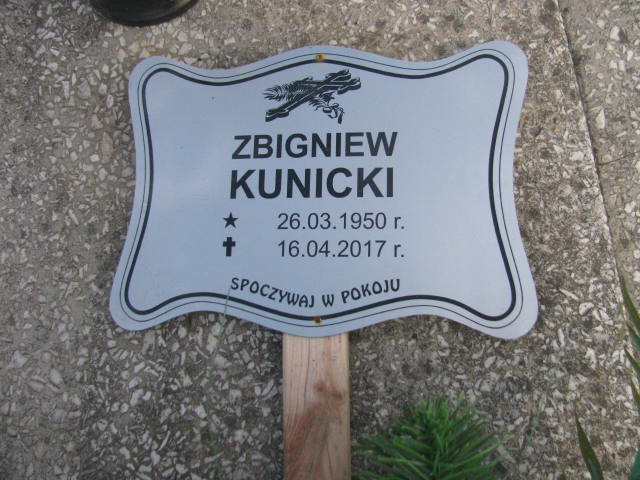 ZBIGNIEW
KUNICKI
★ 26.03.1950 r.
✝ 16.04.2017 r.
SPOCZYWAJ W POKOJU